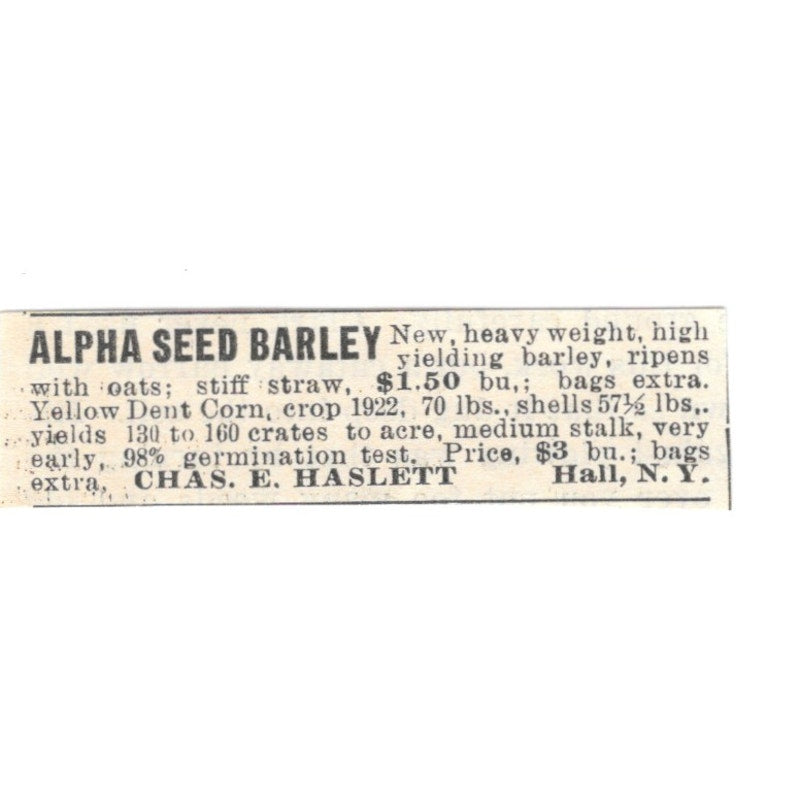 ALPHA SEED BARLEY New, heavy weight, high
yielding barley, ripens
with oats; stiff straw, $1.50 bu,; bags extra.
Yellow Dent Corn, crop 1922, 70 lbs., shells 57½ lbs,.
yields 130 to 160 crates to acre, medium stalk, very
early, 98% germination test. Price, $3 bu.; bags
extra, CHAS. E. HASLETT Hall, N. Y.